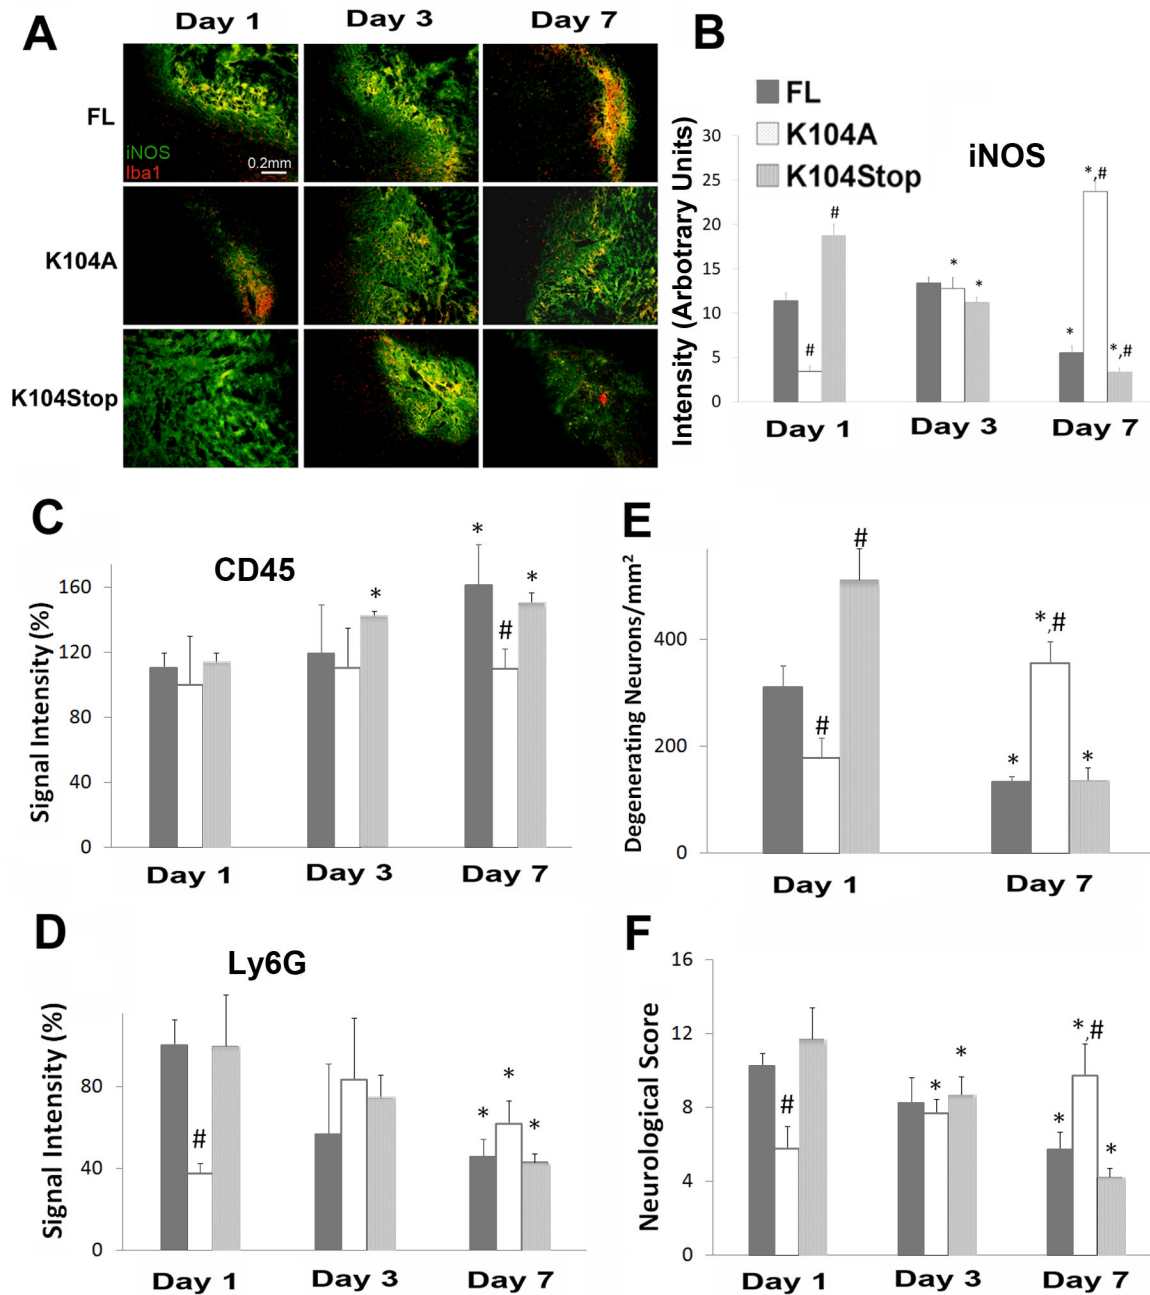 A
Day 1
Day 3
Day 7
FL
iNOS
Iba1
0.2mm
K104A
K104Stop
B
FL
K104A
K104Stop
iNOS
Intensity (Arbotrary Units)
30
25
20
15
10
5
0
#
#
*
*
*
*,#
*,#
Day 1
Day 3
Day 7
C
CD45
Signal Intensity (%)
160
120
80
40
0
*
*
#
*
Day 1
Day 3
Day 7
E
Degenerating Neurons/mm2
400
200
0
#
#
*
*,#
*
Day 1
Day 7
D
Ly6G
Signal Intensity (%)
80
40
0
#
*
*
*
Day 1
Day 3
Day 7
F
Neurological Score
16
12
8
4
0
#
*
*
*
*,#
*
Day 1
Day 3
Day 7